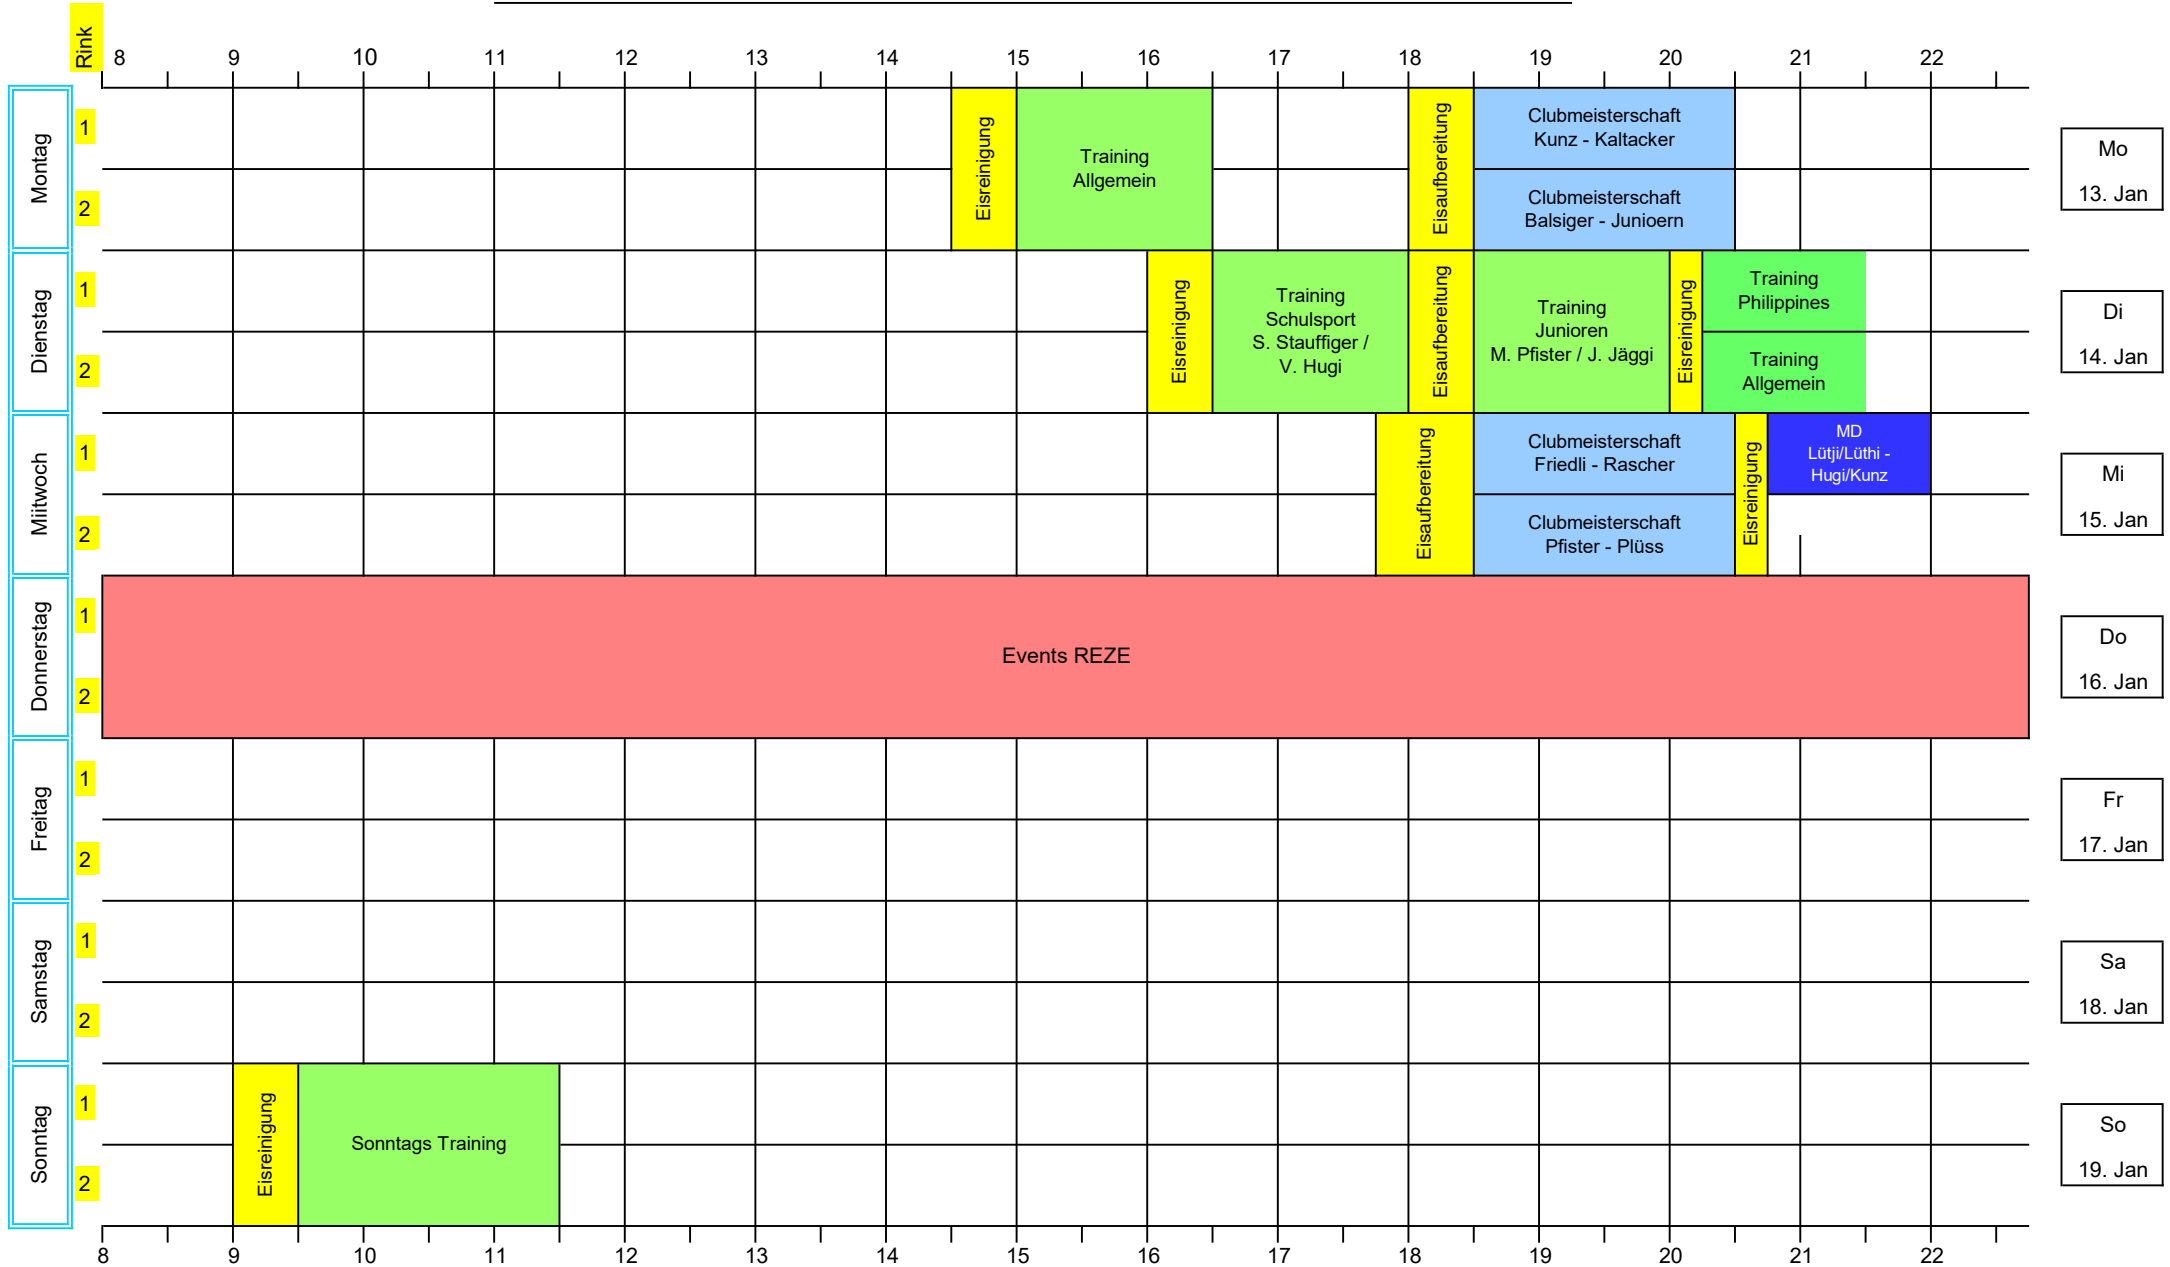 Rink
8 9 10 11 12 13 14 15 16 17 18 19 20 21 22
Montag
1
2
Eisreinigung
Training
Allgemein
Eisaufbereitung
Clubmeisterschaft
Kunz - Kaltacker
Clubmeisterschaft
Balsiger - Junioern
Mo
13. Jan
Dienstag
1
2
Eisreinigung
Training
Schulsport
S. Stauffiger /
V. Hugi
Eisaufbereitung
Training
Junioren
M. Pfister / J. Jäggi
Eisreinigung
Training
Philippines
Training
Allgemein
Di
14. Jan
Miitwoch
1
2
Eisaufbereitung
Clubmeisterschaft
Friedli - Rascher
Clubmeisterschaft
Pfister - Plüss
Eisreinigung
MD
Lütji/Lüthi -
Hugi/Kunz
Mi
15. Jan
Donnerstag
1
2
Events REZE
Do
16. Jan
Freitag
1
2
Fr
17. Jan
Samstag
1
2
Sa
18. Jan
Sonntag
1
2
Eisreinigung
Sonntags Training
So
19. Jan
8 9 10 11 12 13 14 15 16 17 18 19 20 21 22